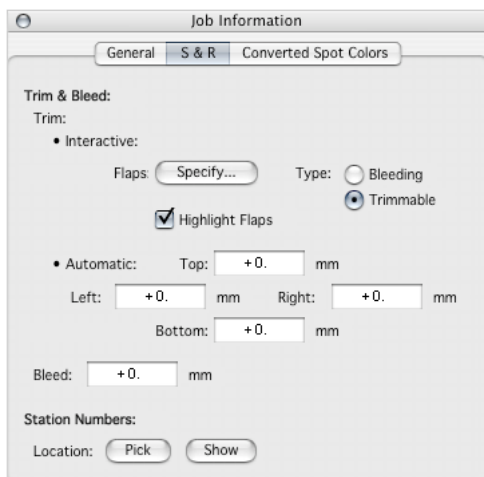 Job Information
General S & R Converted Spot Colors
Trim & Bleed:
Trim:
• Interactive:
Flaps: Specify... Type: Bleeding
Trimmable
Highlight Flaps
• Automatic: Top: +0. mm
Left: +0. mm Right: +0. mm
Bottom: +0. mm
Bleed: +0. mm
Station Numbers:
Location: Pick Show